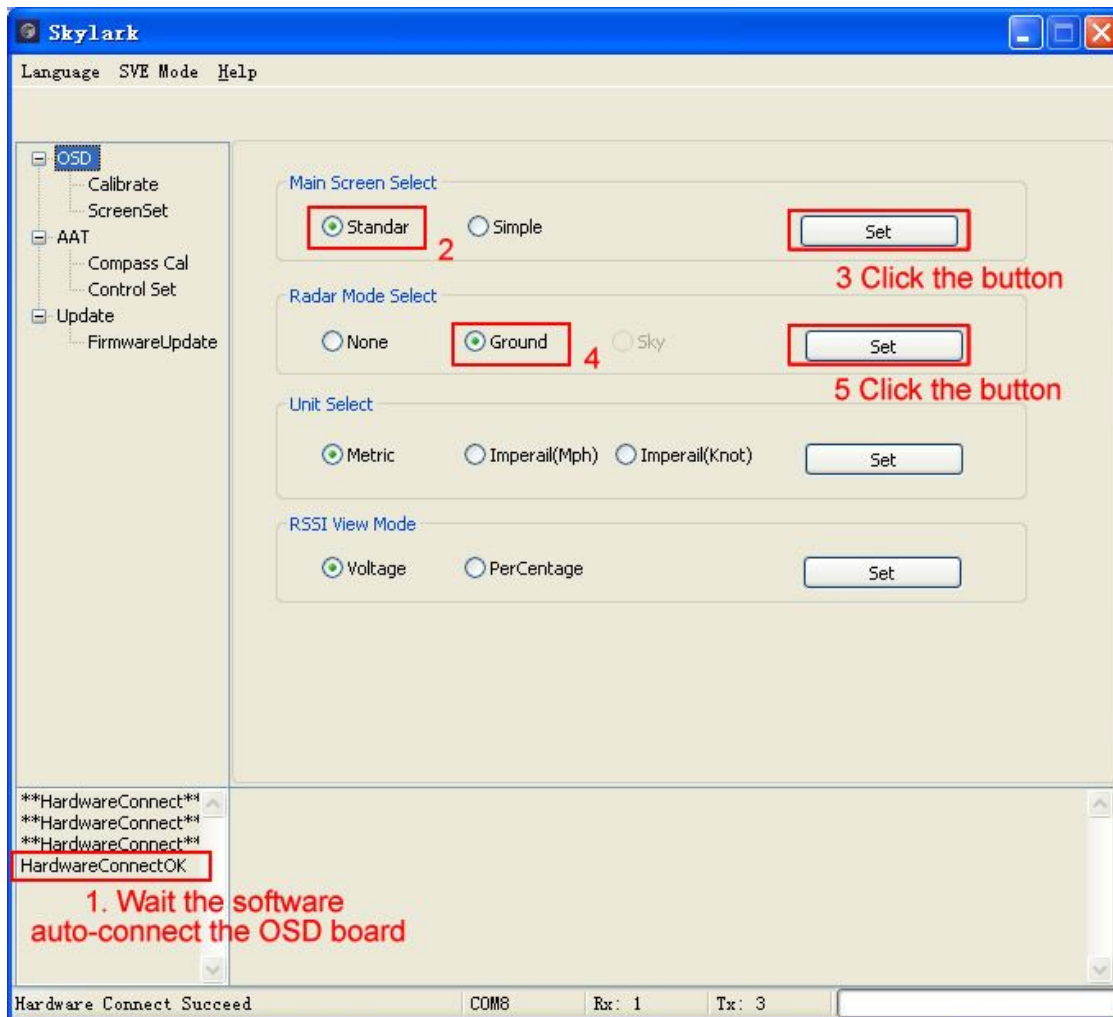 Skylark
Language SVE Mode Help
OSD
Calibrate
ScreenSet
AAT
Compass Cal
Control Set
Update
FirmwareUpdate
Main Screen Select
Standar
Simple
Set
2
3 Click the button
Radar Mode Select
None
Ground
Sky
Set
4
5 Click the button
Unit Select
Metric
Imperail(Mph)
Imperail(Knot)
Set
RSSI View Mode
Voltage
PerCentage
Set
**HardwareConnect**
**HardwareConnect**
**HardwareConnect**
HardwareConnectOK
1. Wait the software
auto-connect the OSD board
Hardware Connect Succeed COM8 Rx: 1 Tx: 3